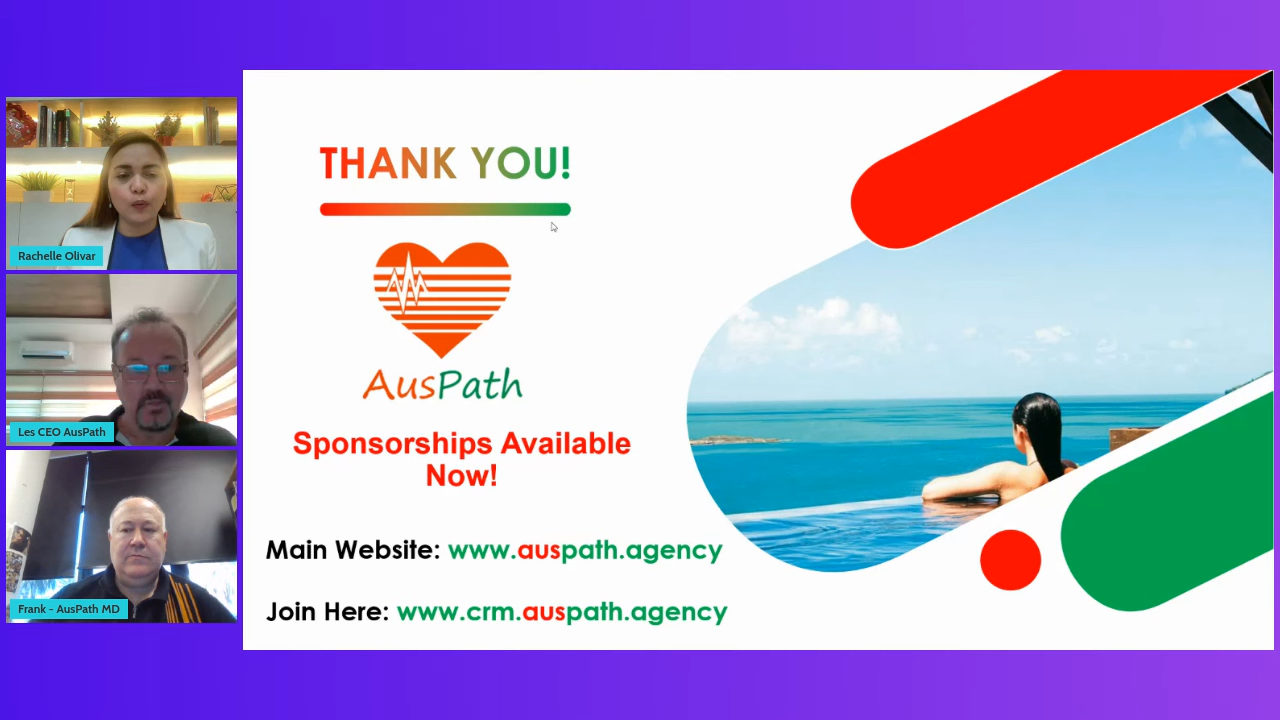 Rachelle Olivar
Les CEO AusPath
Frank - AusPath MD
THANK YOU!
AusPath
Sponsorships Available
Now!
Main Website: www.auspath.agency
Join Here: www.crm.auspath.agency